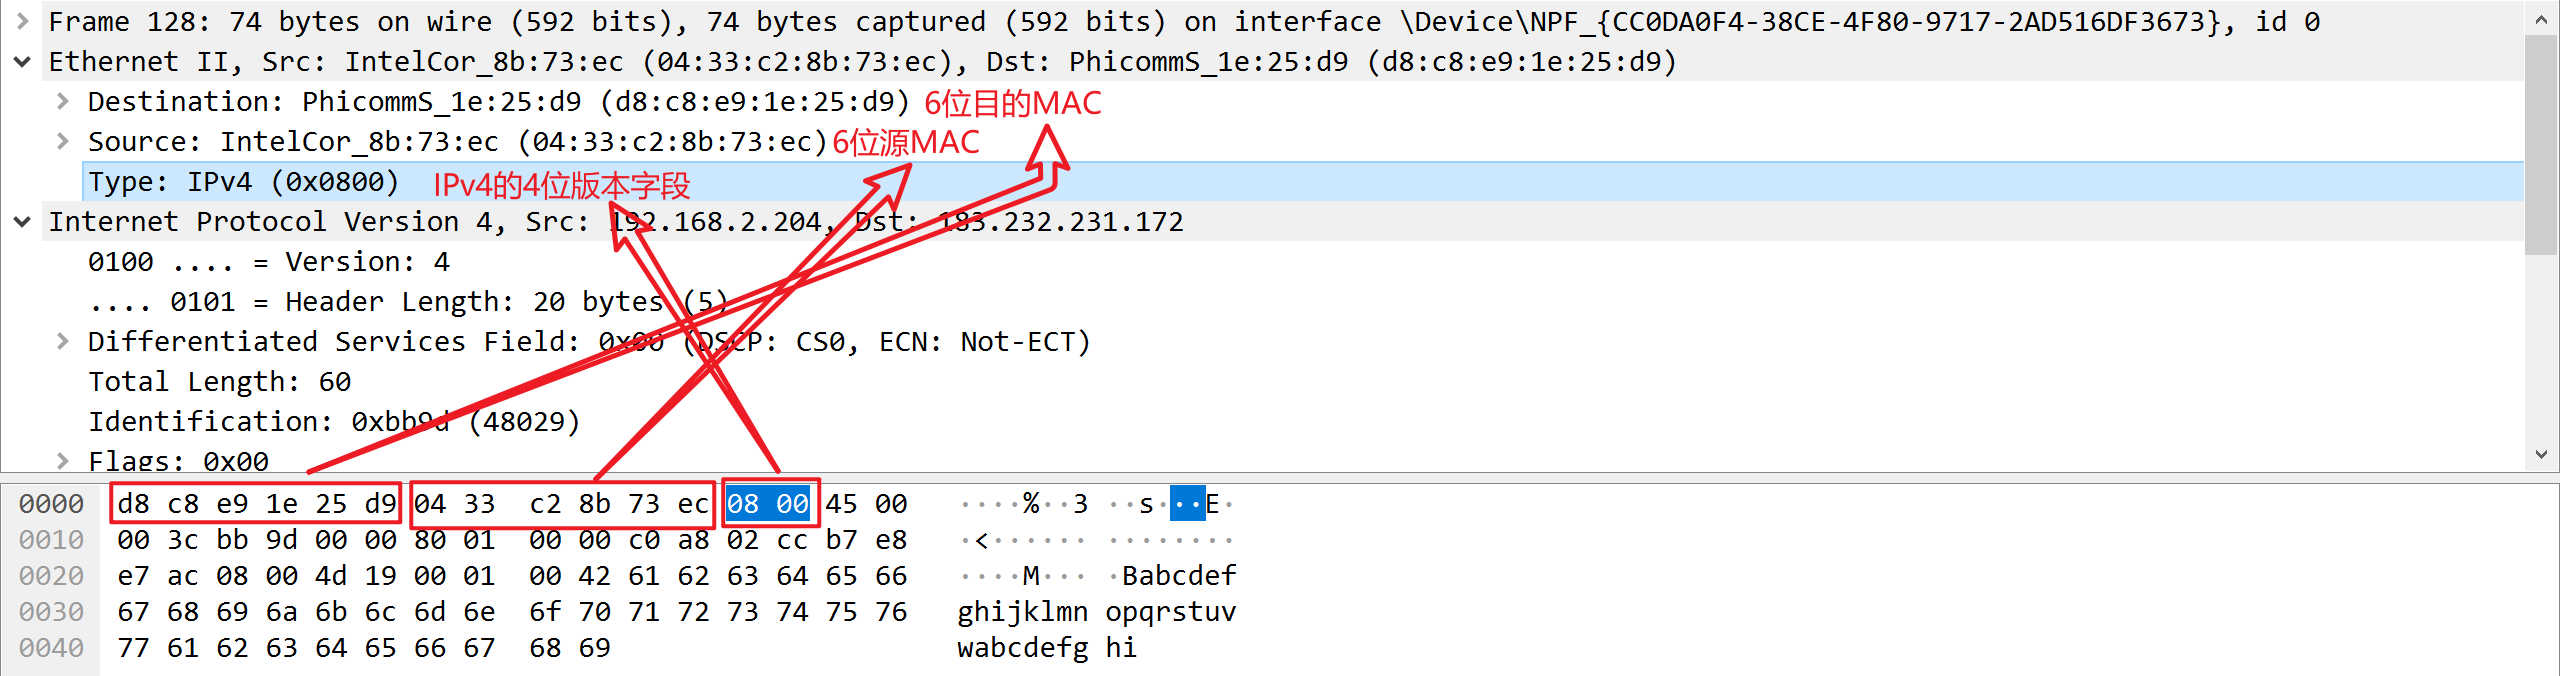 Frame 128: 74 bytes on wire (592 bits), 74 bytes captured (592 bits) on interface \Device\NPF_{CC0DA0F4-38CE-4F80-9717-2AD516DF3673}, id 0
Ethernet II, Src: IntelCor_8b:73:ec (04:33:c2:8b:73:ec), Dst: PhicommS_1e:25:d9 (d8:c8:e9:1e:25:d9)
Destination: PhicommS_1e:25:d9 (d8:c8:e9:1e:25:d9) 6位目的MAC
Source: IntelCor_8b:73:ec (04:33:c2:8b:73:ec) 6位源MAC
Type: IPv4 (0x0800) IPv4的4位版本字段
Internet Protocol Version 4, Src: 192.168.2.204, Dst: 183.232.231.172
0100 .... = Version: 4
.... 0101 = Header Length: 20 bytes (5)
Differentiated Services Field: 0x00 (DSCP: CS0, ECN: Not-ECT)
Total Length: 60
Identification: 0xbb9d (48029)
Flags: 0x00
0000 d8 c8 e9 1e 25 d9 04 33 c2 8b 73 ec 08 00 45 00 ····%··3 ··s···E·
0010 00 3c bb 9d 00 00 80 01 00 00 c0 a8 02 cc b7 e8 ·<······ ········
0020 e7 ac 08 00 4d 19 00 01 00 42 61 62 63 64 65 66 ····M··· ·Babcdef
0030 67 68 69 6a 6b 6c 6d 6e 6f 70 71 72 73 74 75 76 ghijklmn opqrstuv
0040 77 61 62 63 64 65 66 67 68 69 wabcdefg hi